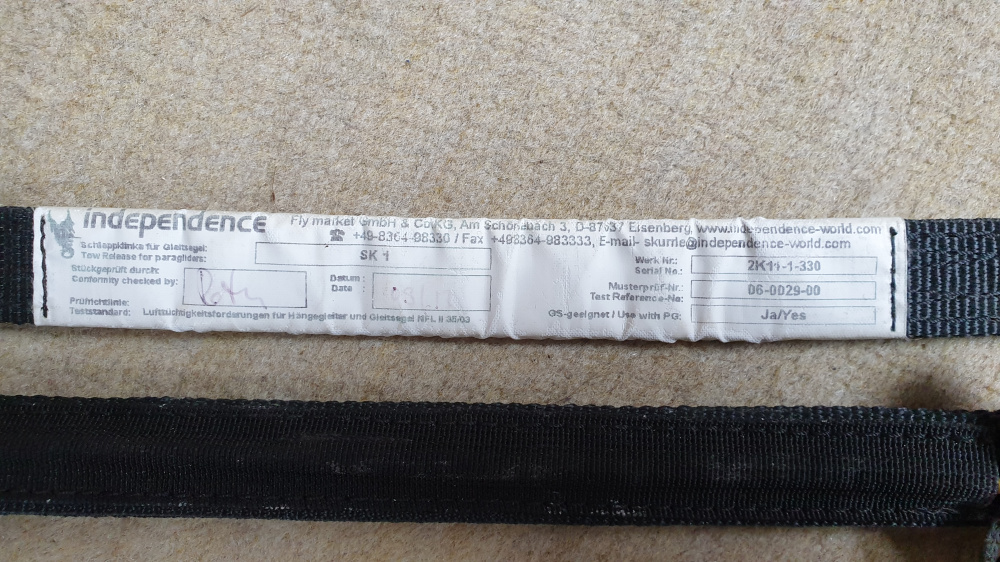 independence
Fly market GmbH & Co.KG, Am Schönebach 3, D-87637 Eisenberg, www.independence-world.com
☎ +49-8364-98330 / Fax +498364-983333, E-mail- skurrle@independence-world.com
Schleppklinke für Gleitsegel:
Tow Release for paragliders:
SK 1
Stückgeprüft durch:
Conformity checked by:
Datum :
Date :
Prüfrichtlinie:
Teststandard: Lufttüchtigkeitsforderungen für Hängegleiter und Gleitsegel NFL II 35/03
Werk Nr.:
Serial No.:
2K11-1-330
Musterprüf-Nr.:
Test Reference-No:
06-0029-00
GS-geeignet / Use with PG:
Ja/Yes